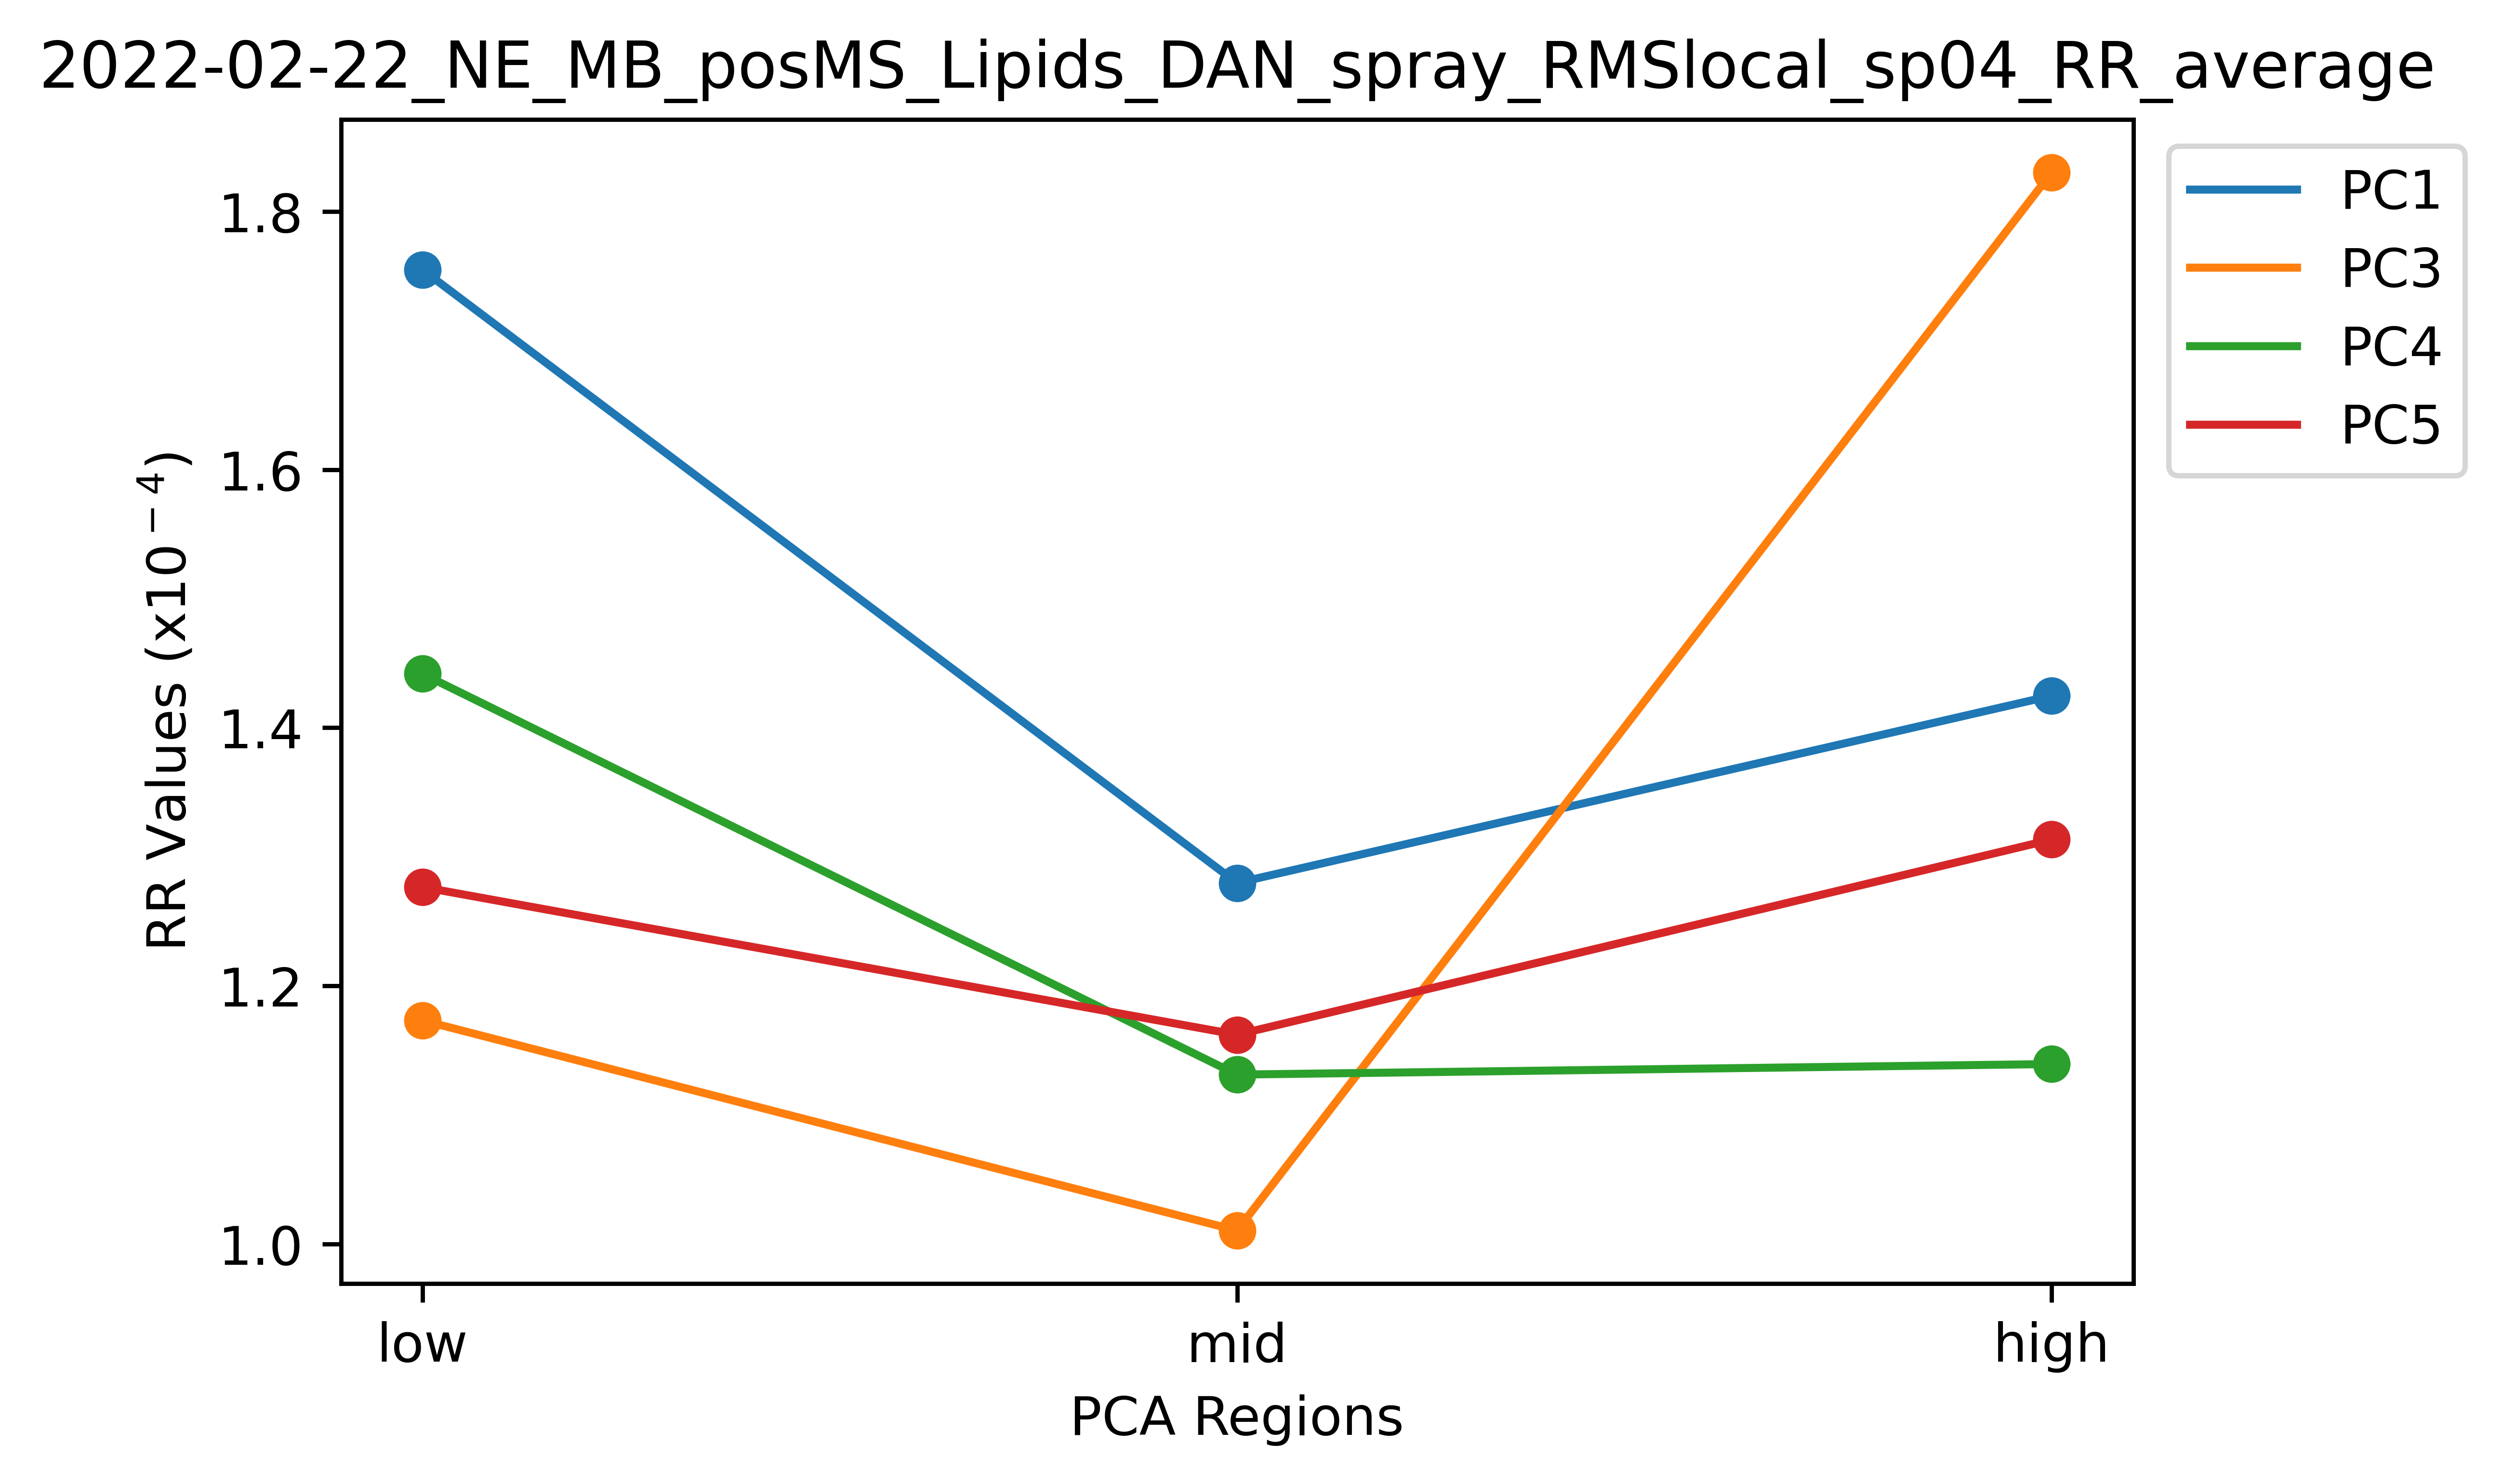 2022-02-22_NE_MB_posMS_Lipids_DAN_spray_RMSlocal_sp04_RR_average
PC1
PC3
PC4
PC5
RR Values (x10⁻⁴)
1.8
1.6
1.4
1.2
1.0
low mid high
PCA Regions